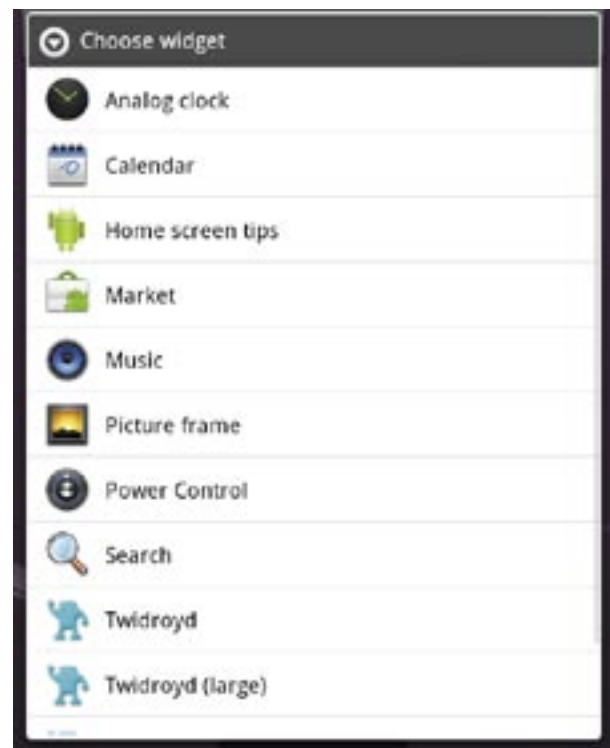 Choose widget
Analog clock
Calendar
Home screen tips
Market
Music
Picture frame
Power Control
Search
Twidroyd
Twidroyd (large)